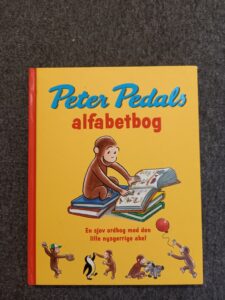 Peter Pedals
alfabetbog
En sjov ordbog med den
lille nysgerrige abe!